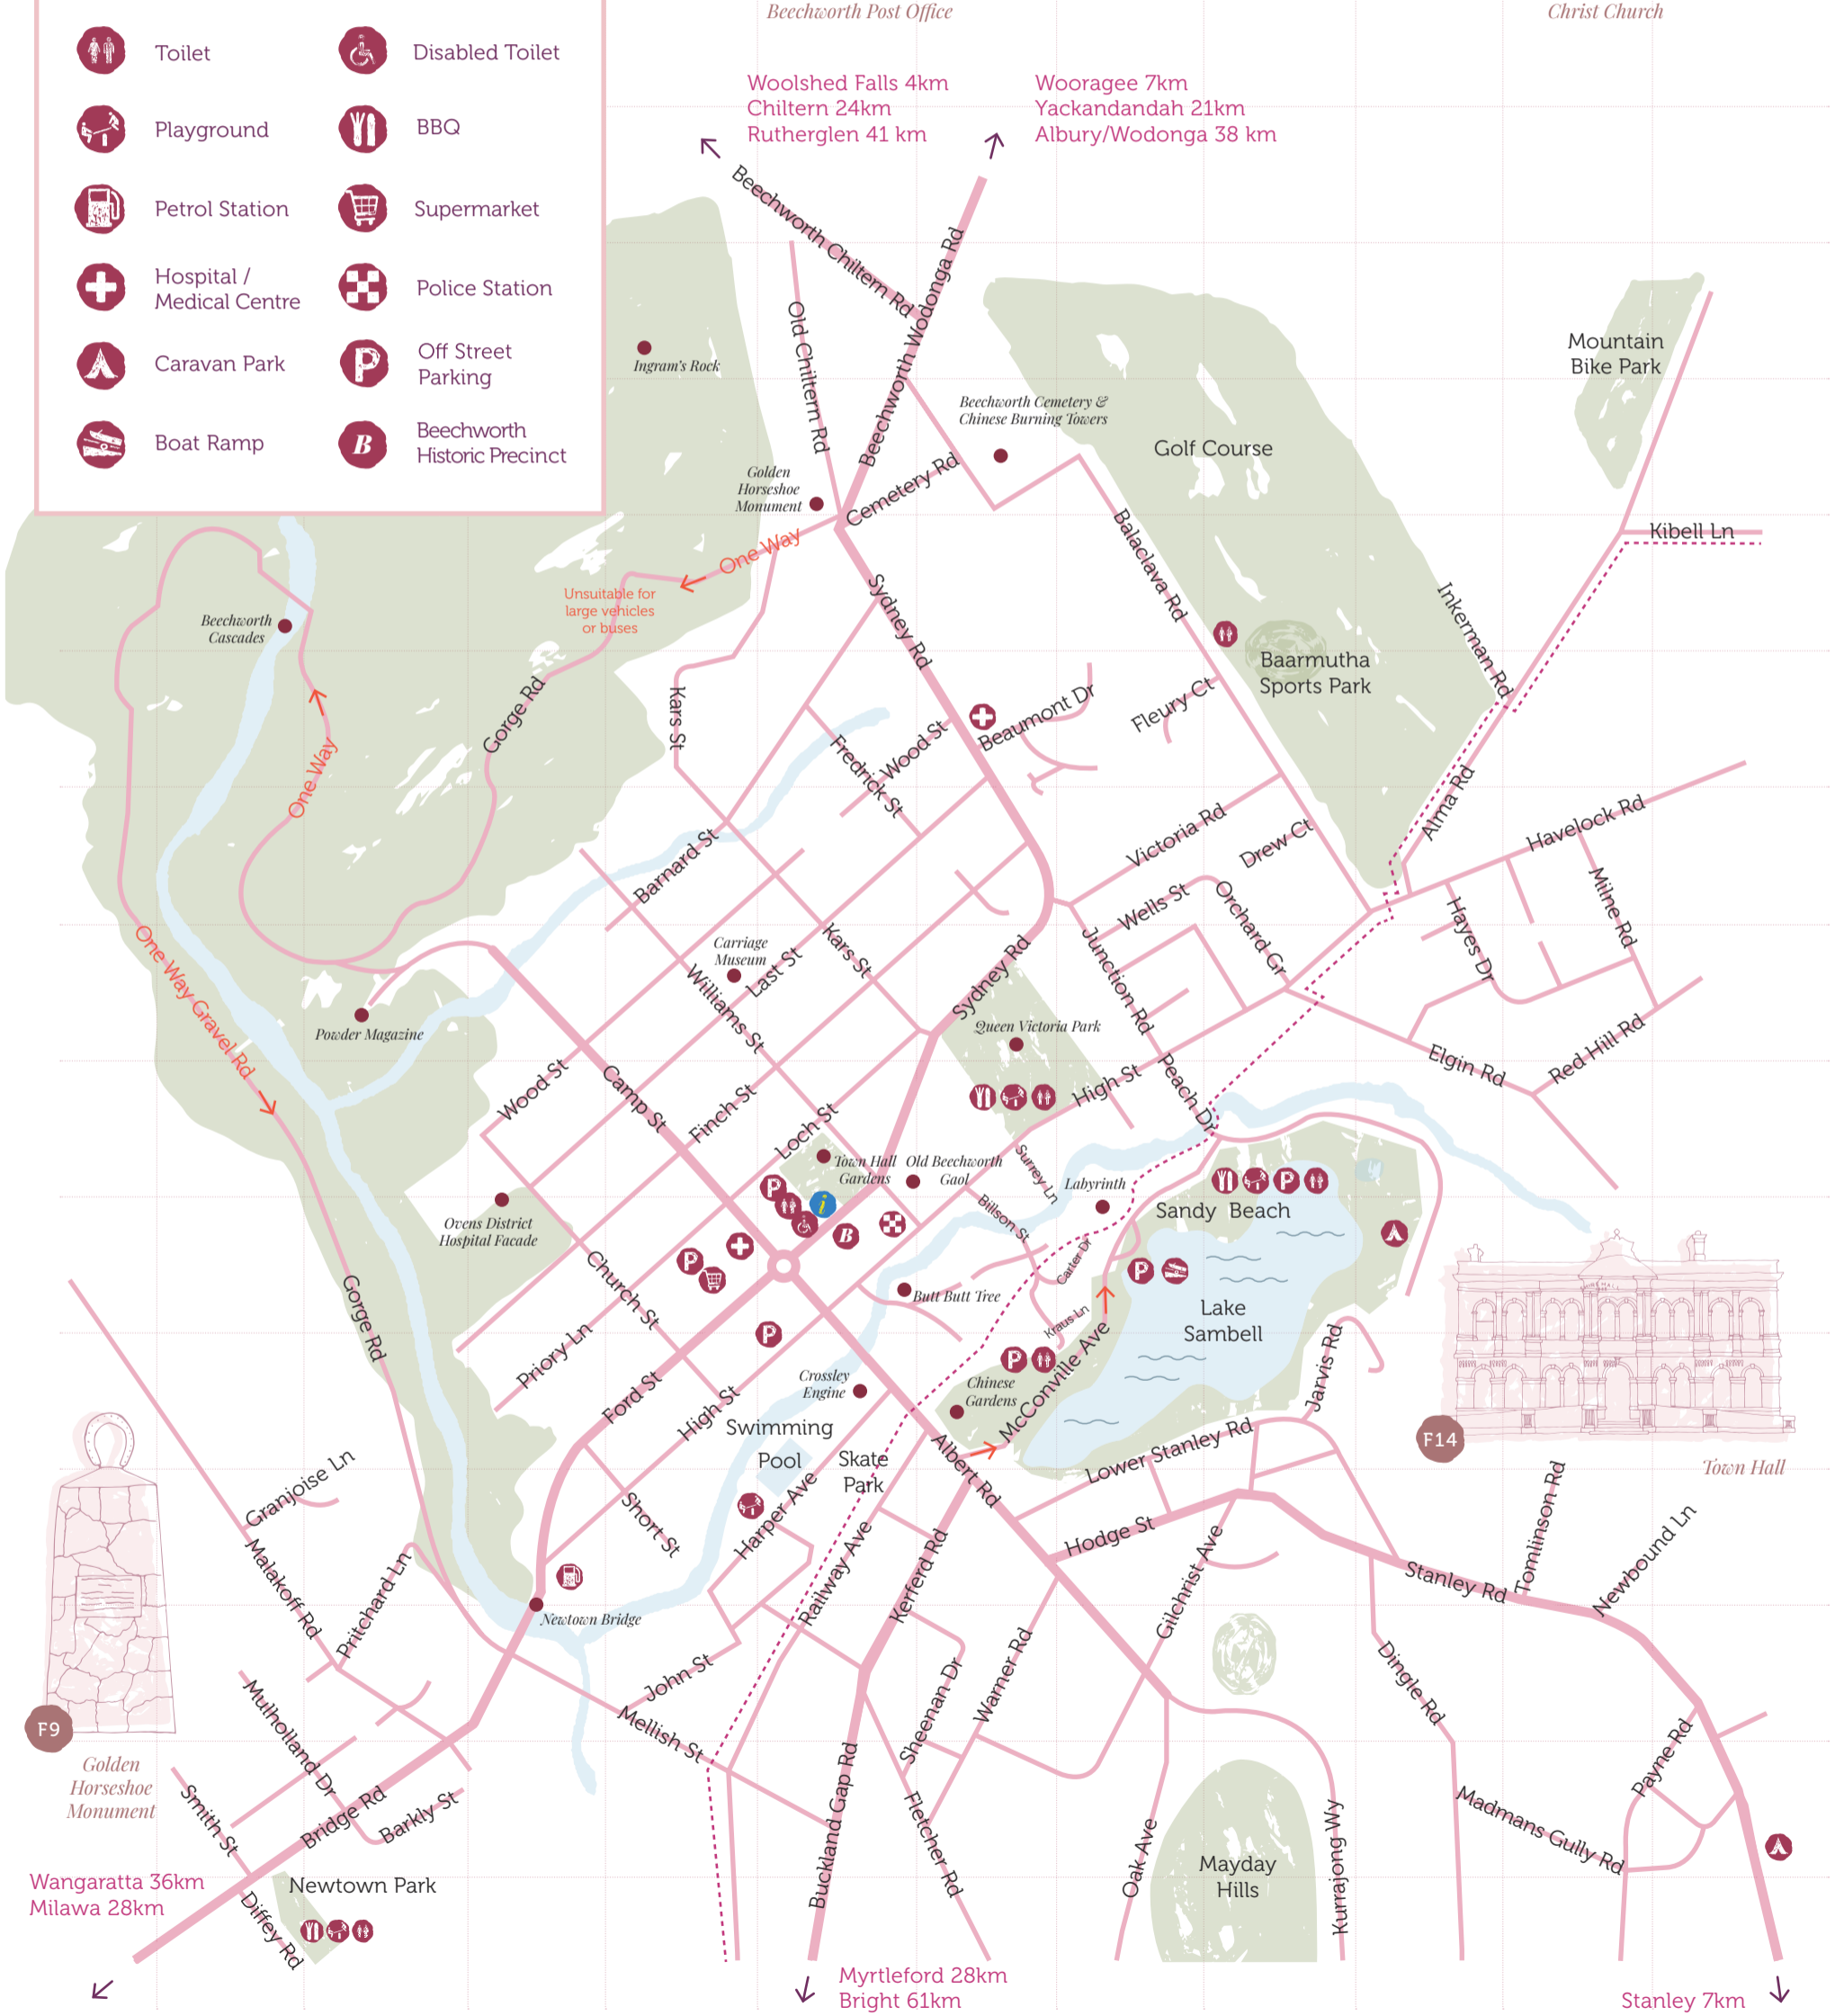 Beechworth Post Office
Christ Church
Toilet
Disabled Toilet
Playground
BBQ
Petrol Station
Supermarket
Hospital /
Medical Centre
Police Station
Caravan Park
P
Off Street
Parking
Boat Ramp
B
Beechworth
Historic Precinct
Woolshed Falls 4km
Chiltern 24km
Rutherglen 41 km
Wooragee 7km
Yackandandah 21km
Albury/Wodonga 38 km
Beechworth Chiltern Rd
Beechworth Wodonga Rd
Old Chiltern Rd
Ingram's Rock
Mountain
Bike Park
Beechworth Cemetery &
Chinese Burning Towers
Golf Course
Golden
Horseshoe
Monument
Cemetery Rd
One Way
Balaclava Rd
Kibell Ln
Unsuitable for
large vehicles
or buses
Beechworth
Cascades
Sydney Rd
Inkerman Rd
Baarmutha
Sports Park
Gorge Rd
Kars St
Beaumont Dr
Fleury Ct
Wood St
Fredrick St
One Way
Alma Rd
Havelock Rd
Victoria Rd
Drew Ct
Barnard St
Milne Rd
Wells St
Orchard Gr
Hayes Dr
One Way Gravel Rd
Carriage
Museum
Last St
Kars St
Williams St
Sydney Rd
Junction Rd
Queen Victoria Park
Powder Magazine
Elgin Rd
Red Hill Rd
Wood St
Camp St
Finch St
Loch St
High St
Peach Dr
Town Hall
Gardens
Old Beechworth
Gaol
Surrey Ln
Labyrinth
P
P
i
B
Sandy Beach
Billson St
Ovens District
Hospital Facade
Carter Dr
P
P
Church St
Gorge Rd
Butt Butt Tree
Lake
Sambell
Kraus Ln
P
P
Priory Ln
McConville Ave
Jarvis Rd
Crossley
Engine
Chinese
Gardens
Ford St
High St
Swimming
Pool
Skate
Park
Albert Rd
Lower Stanley Rd
F14
Town Hall
Granjoise Ln
Short St
Harper Ave
Railway Ave
Kerferd Rd
Hodge St
Gilchrist Ave
Stanley Rd
Tomlinson Rd
Newbound Ln
Malakoff Rd
Pritchard Ln
Newtown Bridge
John St
Mellish St
Sheenan Dr
Warner Rd
Dingle Rd
F9
Golden
Horseshoe
Monument
Mulholland Dr
Smith St
Bridge Rd
Barkly St
Buckland Gap Rd
Fletcher Rd
Oak Ave
Mayday
Hills
Kurrajong Wy
Payne Rd
Madmans Gully Rd
Wangaratta 36km
Milawa 28km
Newtown Park
Diffey Rd
Myrtleford 28km
Bright 61km
Stanley 7km